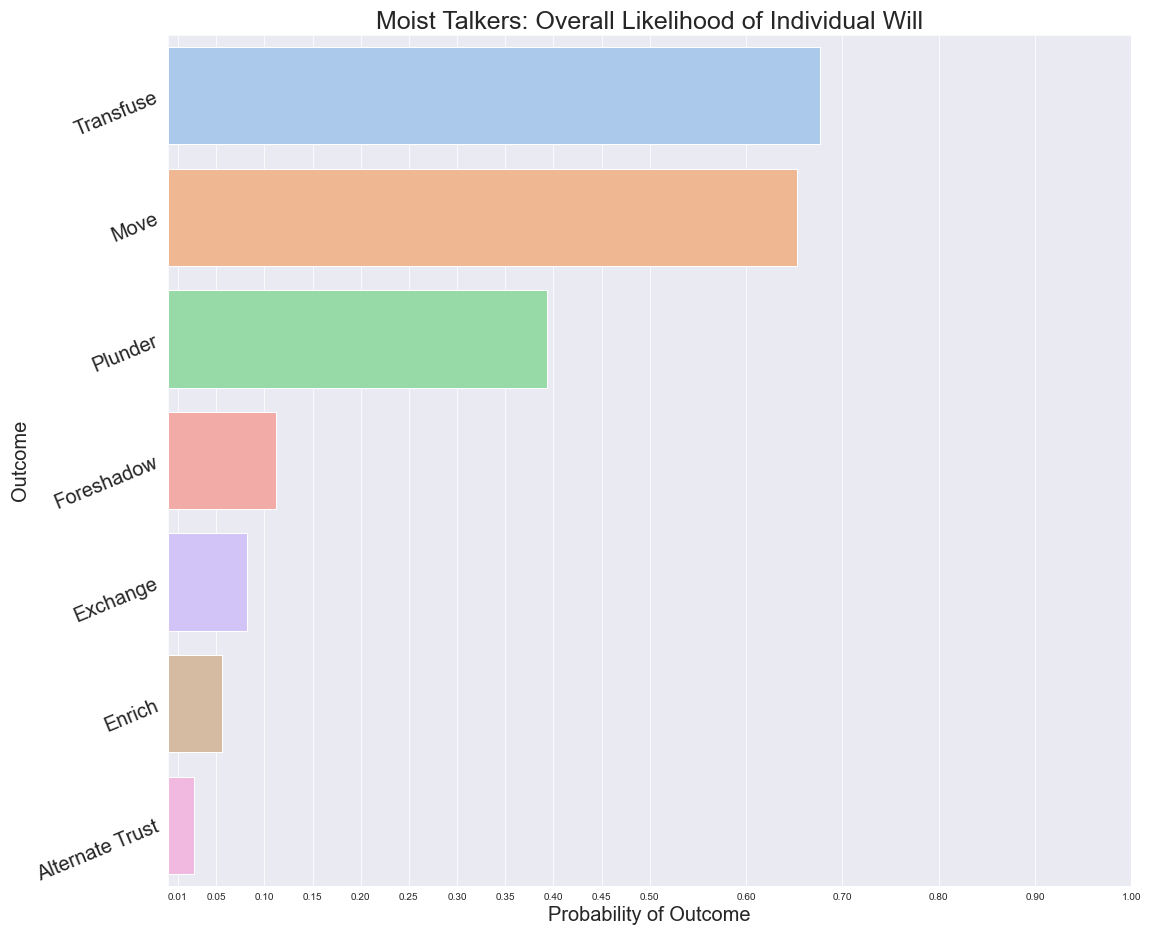 Moist Talkers: Overall Likelihood of Individual Will
Outcome
Transfuse
Move
Plunder
Foreshadow
Exchange
Enrich
Alternate Trust
0.01 0.05 0.10 0.15 0.20 0.25 0.30 0.35 0.40 0.45 0.50 0.60 0.70 0.80 0.90 1.00
Probability of Outcome